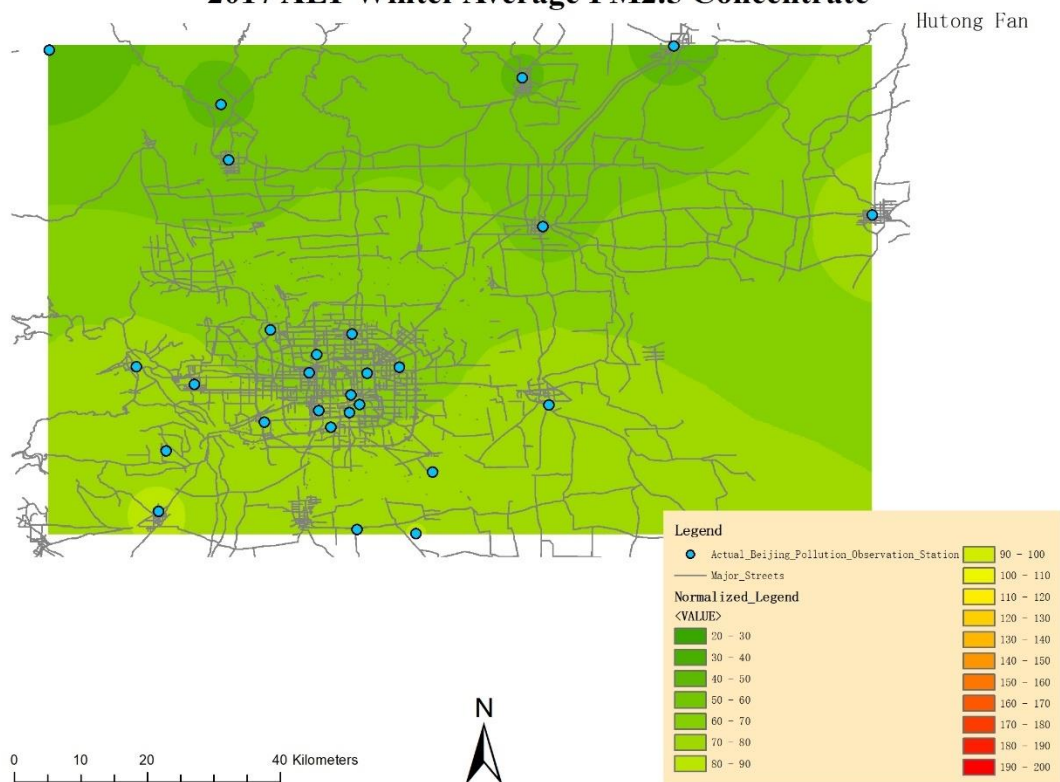 2017 ALY Winter Average PM2.5 Concentrate
Hutong Fan
Legend
Actual_Beijing_Pollution_Observation_Station
Major_Streets
Normalized_Legend
<VALUE>
20 - 30
30 - 40
40 - 50
50 - 60
60 - 70
70 - 80
80 - 90
90 - 100
100 - 110
110 - 120
120 - 130
130 - 140
140 - 150
150 - 160
160 - 170
170 - 180
180 - 190
190 - 200
N
0 10 20 40 Kilometers